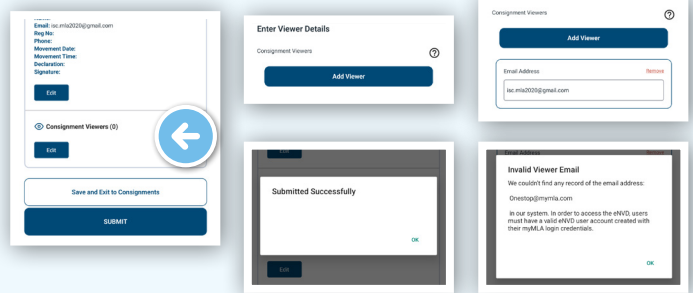 Email: isc.mla2020@gmail.com
Reg No:
Phone:
Movement Date:
Movement Time:
Declaration:
Signature:
Edit
Consignment Viewers (0)
Edit
Save and Exit to Consignments
SUBMIT
Enter Viewer Details
Consignment Viewers
?
Add Viewer
Consignment Viewers
?
Add Viewer
Email Address
Remove
isc.mla2020@gmail.com
Edit
Submitted Successfully
OK
Edit
Email Address
Remove
Invalid Viewer Email
We couldn't find any record of the email address:
Onestop@mymla.com
in our system. In order to access the eNVD, users
must have a valid eNVD user account created with
their myMLA login credentials.
OK